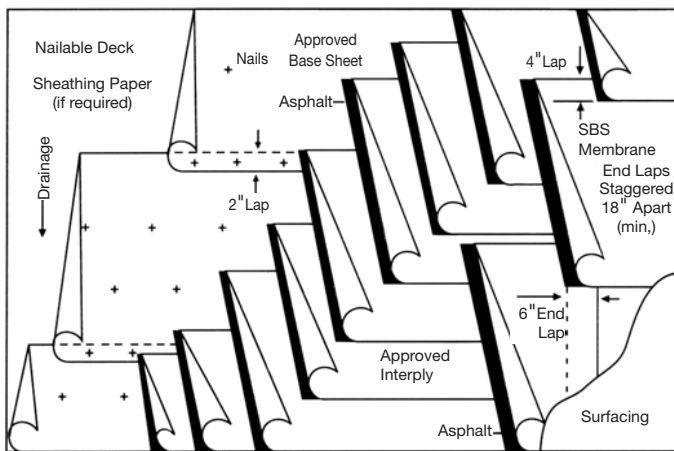 Nailable Deck
Sheathing Paper
(if required)
Drainage
Nails
Approved
Base Sheet
Asphalt
2" Lap
4" Lap
SBS
Membrane
End Laps
Staggered
18" Apart
(min,)
6" End
Lap
Approved
Interply
Asphalt
Surfacing